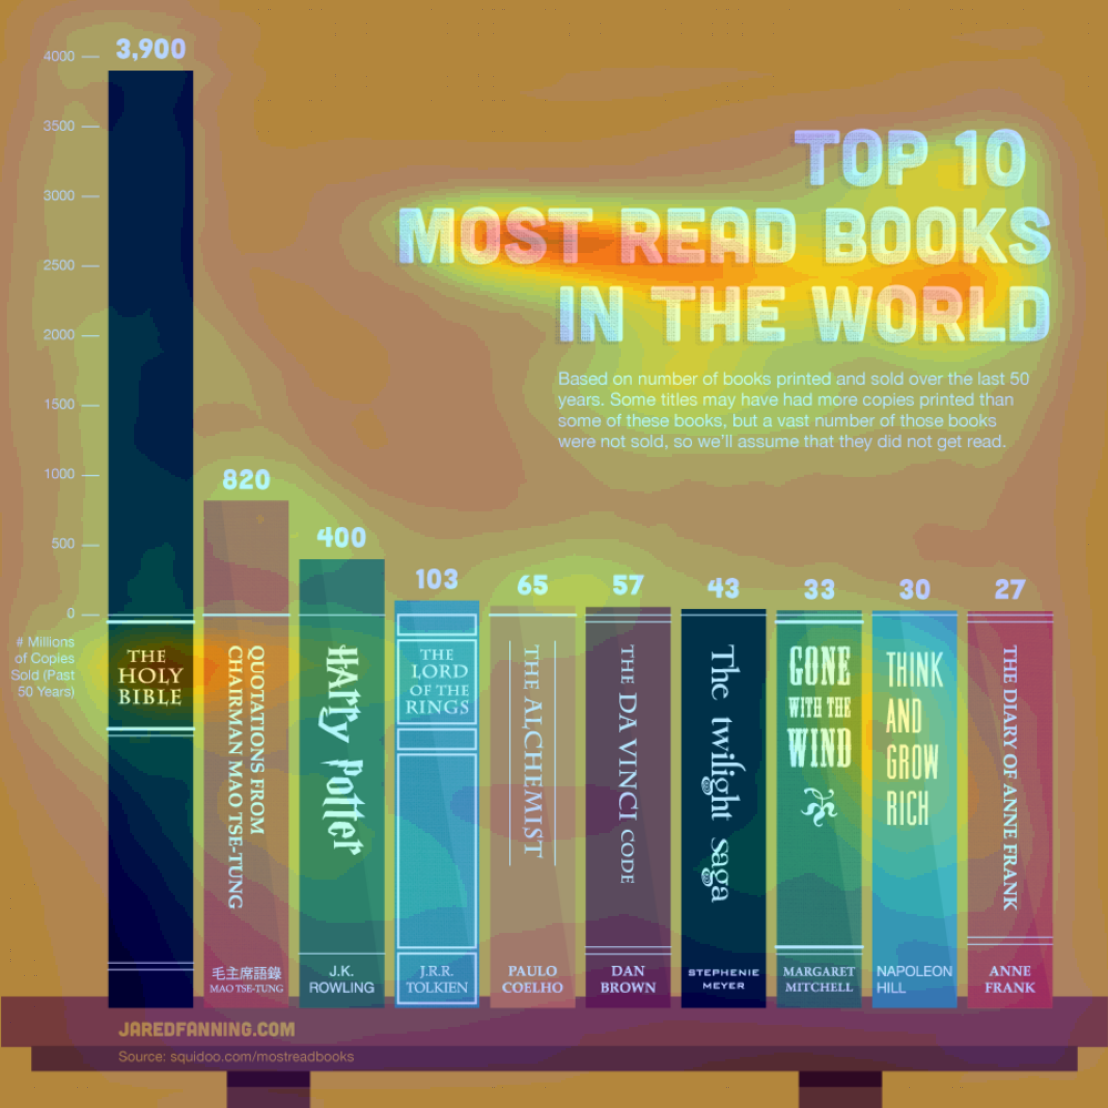 4000
3,900
3500
3000
2500
2000
1500
1000
500
0
# Millions
of Copies
Sold (Past
50 Years)
TOP 10
MOST READ BOOKS
IN THE WORLD
Based on number of books printed and sold over the last 50
years. Some titles may have had more copies printed than
some of these books, but a vast number of those books
were not sold, so we'll assume that they did not get read.
820
400
103
65
57
43
33
30
27
THE
HOLY
BIBLE
QUOTATIONS FROM
CHAIRMAN MAO TSE-TUNG
毛主席語錄
MAO TSE-TUNG
Harry Potter
J.K.
ROWLING
THE
LORD
OF THE
RINGS
J.R.R.
TOLKIEN
THE ALCHEMIST
PAULO
COELHO
THE DA VINCI CODE
DAN
BROWN
The twilight saga
STEPHENIE
MEYER
GONE
WITH THE
WIND
MARGARET
MITCHELL
THINK
AND
GROW
RICH
NAPOLEON
HILL
THE DIARY OF ANNE FRANK
ANNE
FRANK
JAREDFANNING.COM
Source: squidoo.com/mostreadbooks